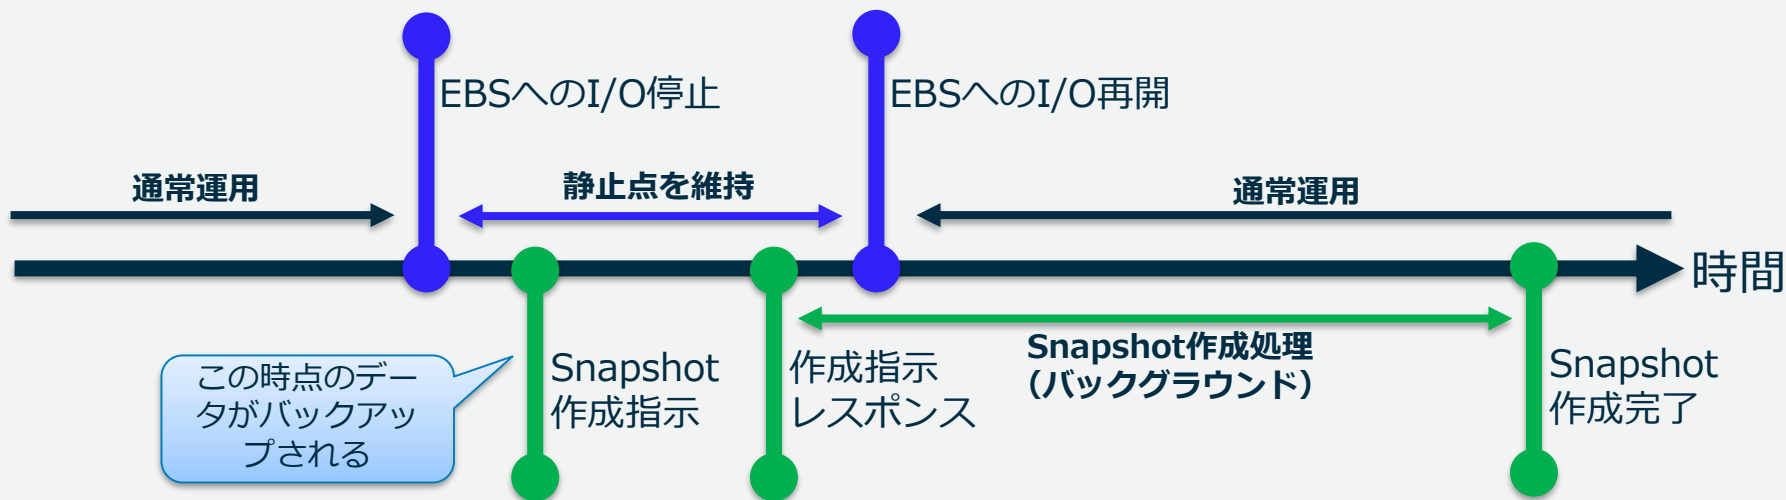 EBSへのI/O停止
EBSへのI/O再開
通常運用
静止点を維持
通常運用
時間
この時点のデー
タがバックアッ
プされる
Snapshot
作成指示
作成指示
レスポンス
Snapshot作成処理
（バックグラウンド）
Snapshot
作成完了